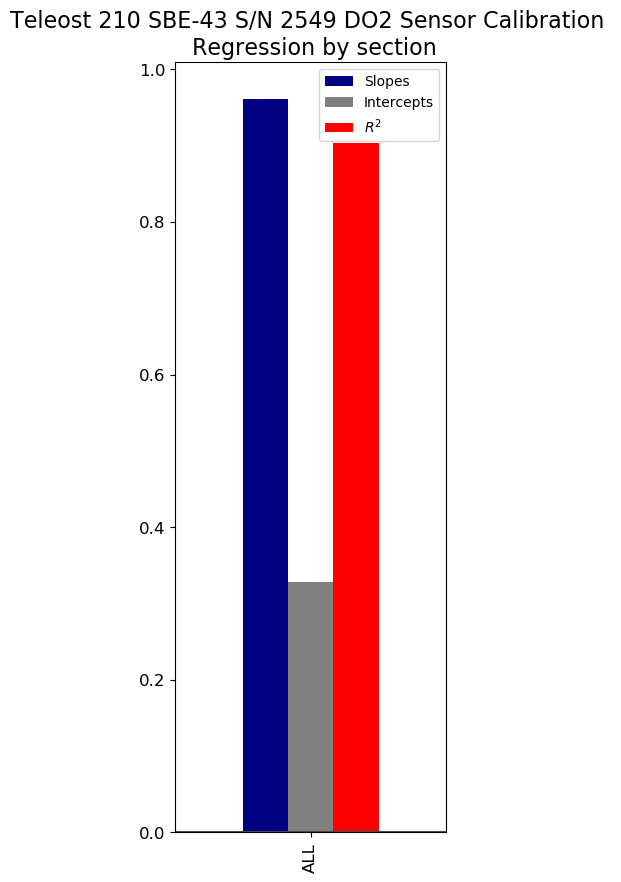 Teleost 210 SBE-43 S/N 2549 DO2 Sensor Calibration
Regression by section
Slopes
Intercepts
R²
1.0
0.8
0.6
0.4
0.2
0.0
ALL